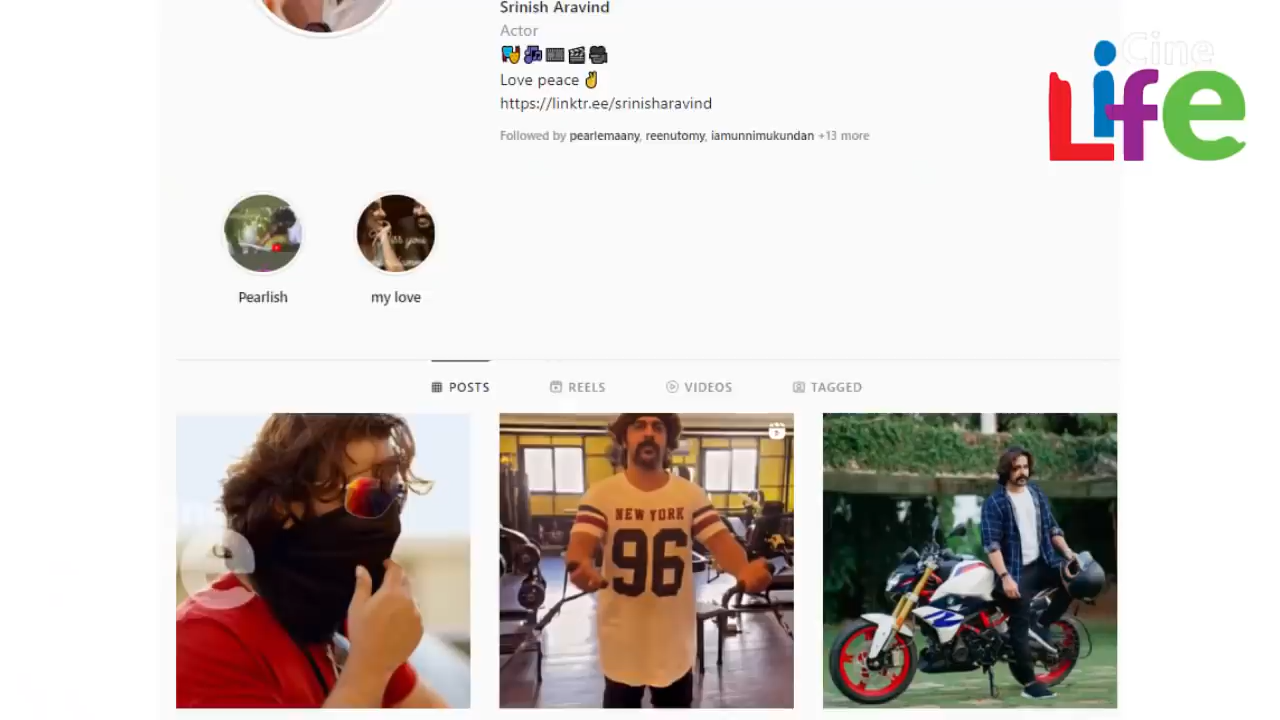 Srinish Aravind
Actor
Love peace ✌
https://linktr.ee/srinisharavind
Followed by pearlemaany, reenutomy, iamunnimukundan +13 more
Cine
Life
Pearlish
my love
POSTS
REELS
VIDEOS
TAGGED
NEW YORK
96